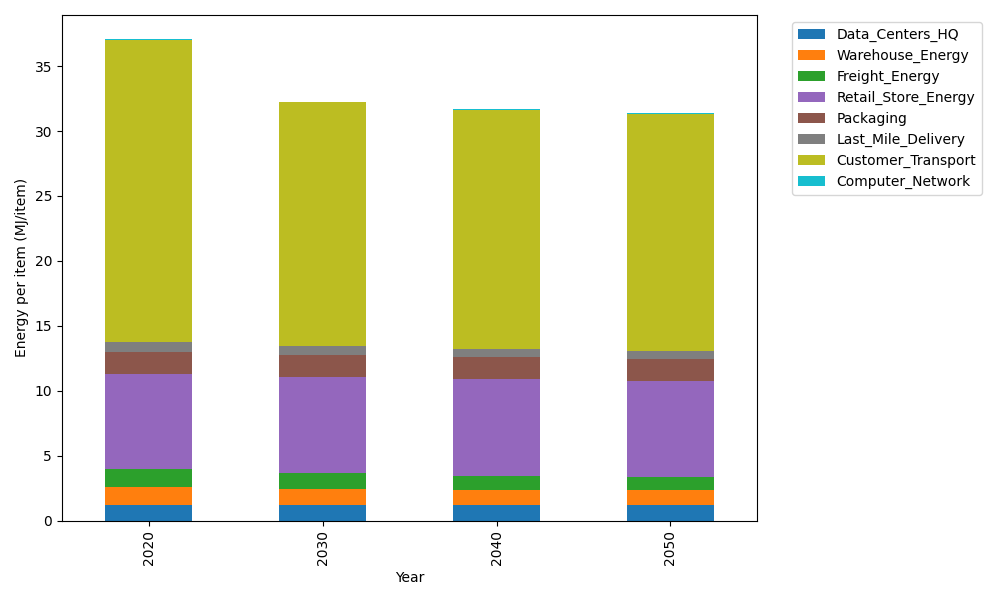 Energy per item (MJ/item)
35
30
25
20
15
10
5
0
2020
2030
2040
2050
Year
Data_Centers_HQ
Warehouse_Energy
Freight_Energy
Retail_Store_Energy
Packaging
Last_Mile_Delivery
Customer_Transport
Computer_Network